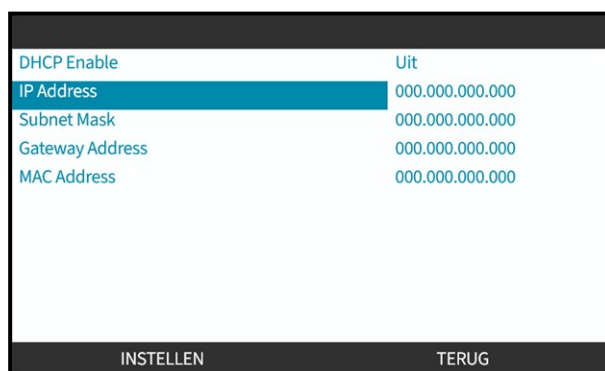 DHCP Enable Uit
IP Address 000.000.000.000
Subnet Mask 000.000.000.000
Gateway Address 000.000.000.000
MAC Address 000.000.000.000
INSTELLEN TERUG